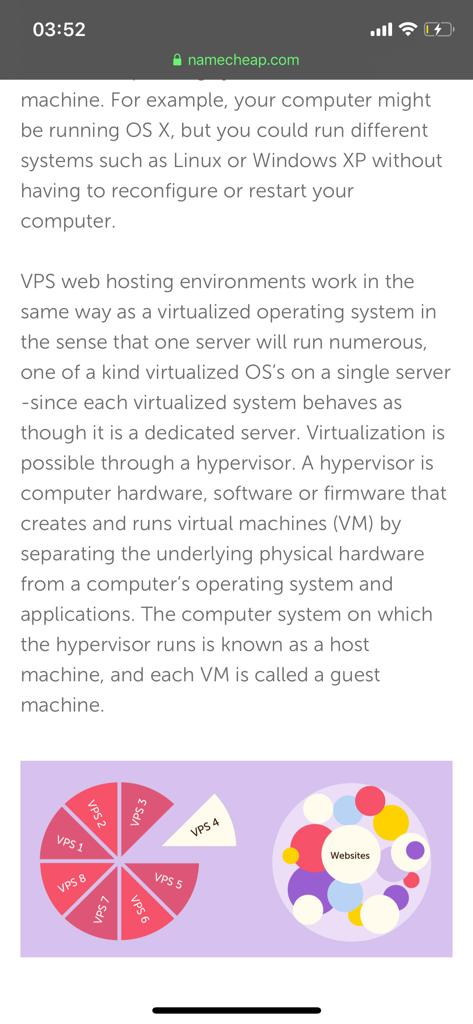 03:52
namecheap.com
machine. For example, your computer might
be running OS X, but you could run different
systems such as Linux or Windows XP without
having to reconfigure or restart your
computer.
VPS web hosting environments work in the
same way as a virtualized operating system in
the sense that one server will run numerous,
one of a kind virtualized OS’s on a single server
-since each virtualized system behaves as
though it is a dedicated server. Virtualization is
possible through a hypervisor. A hypervisor is
computer hardware, software or firmware that
creates and runs virtual machines (VM) by
separating the underlying physical hardware
from a computer’s operating system and
applications. The computer system on which
the hypervisor runs is known as a host
machine, and each VM is called a guest
machine.
VPS 1
VPS 2
VPS 3
VPS 4
VPS 5
VPS 6
VPS 7
VPS 8
Websites